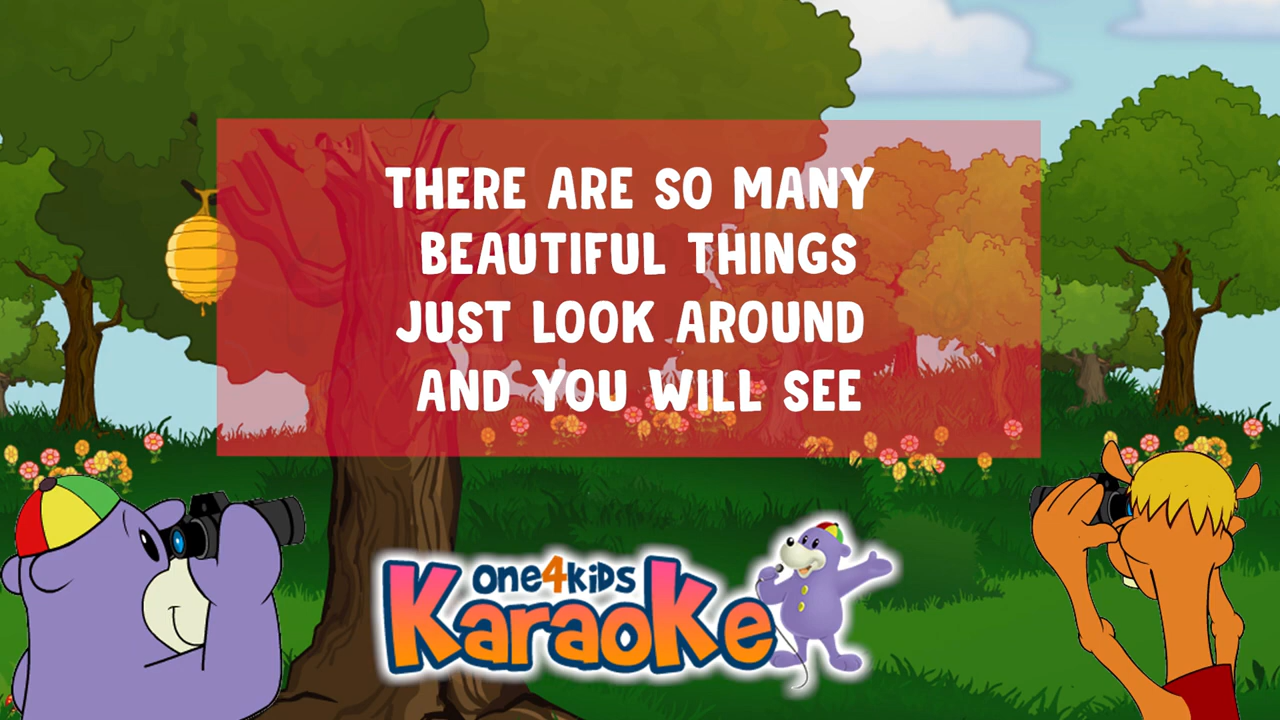 THERE ARE SO MANY
BEAUTIFUL THINGS
JUST LOOK AROUND
AND YOU WILL SEE
one4kids
Karaoke